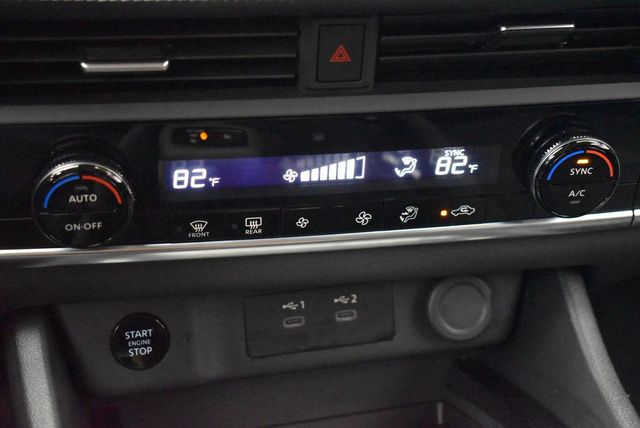 SYNC
82°F
82°F
AUTO
ON·OFF
FRONT
REAR
SYNC
A/C
1
2
START
ENGINE
STOP